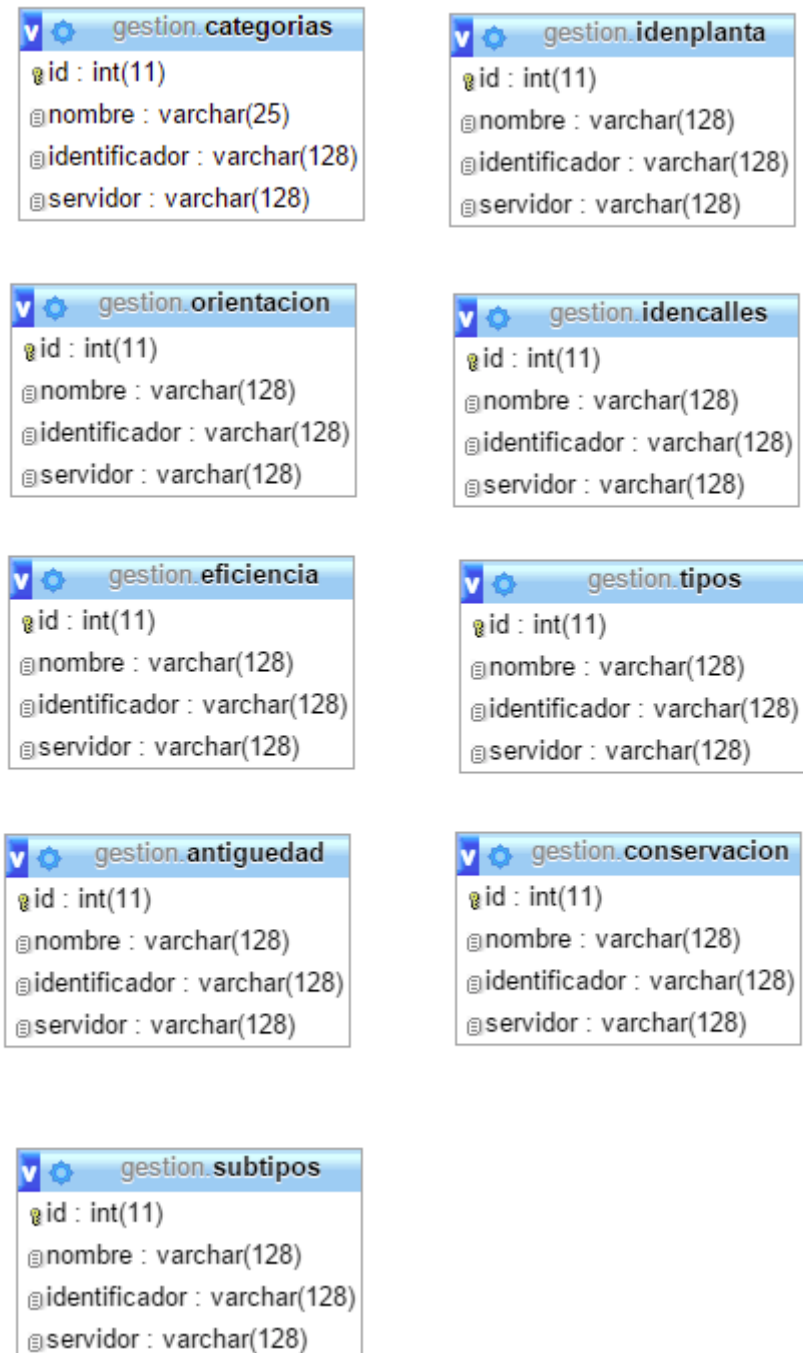 v gestion.categorias
id : int(11)
nombre : varchar(25)
identificador : varchar(128)
servidor : varchar(128)
v gestion.idenplanta
id : int(11)
nombre : varchar(128)
identificador : varchar(128)
servidor : varchar(128)
v gestion.orientacion
id : int(11)
nombre : varchar(128)
identificador : varchar(128)
servidor : varchar(128)
v gestion.idencalles
id : int(11)
nombre : varchar(128)
identificador : varchar(128)
servidor : varchar(128)
v gestion.eficiencia
id : int(11)
nombre : varchar(128)
identificador : varchar(128)
servidor : varchar(128)
v gestion.tipos
id : int(11)
nombre : varchar(128)
identificador : varchar(128)
servidor : varchar(128)
v gestion.antiguedad
id : int(11)
nombre : varchar(128)
identificador : varchar(128)
servidor : varchar(128)
v gestion.conservacion
id : int(11)
nombre : varchar(128)
identificador : varchar(128)
servidor : varchar(128)
v gestion.subtipos
id : int(11)
nombre : varchar(128)
identificador : varchar(128)
servidor : varchar(128)